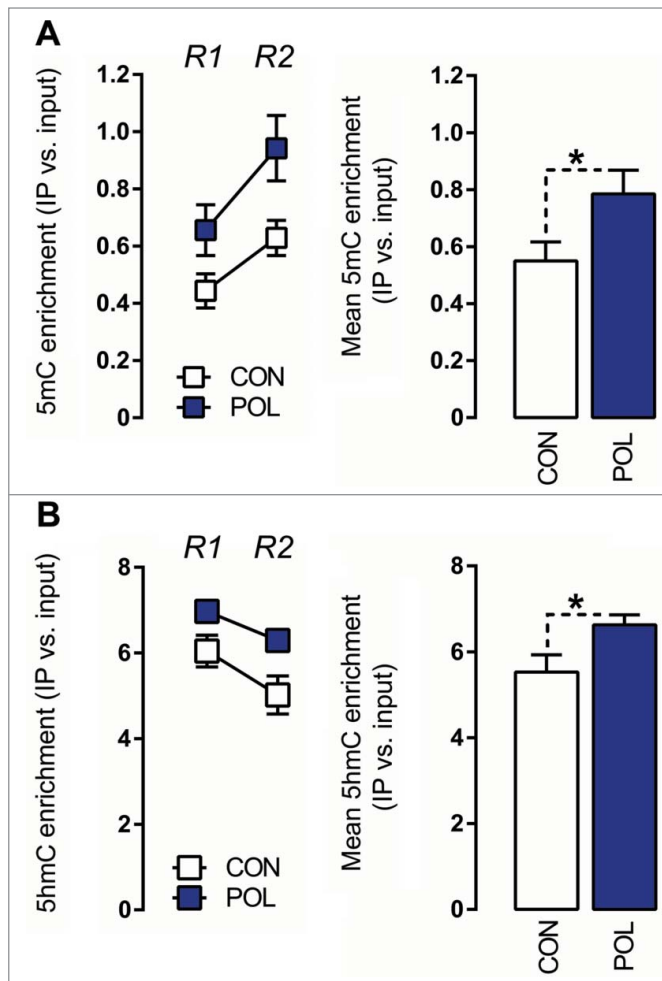 A
R1 R2
5mC enrichment (IP vs. input)
1.2
1.0
0.8
0.6
0.4
0.2
0
CON
POL
Mean 5mC enrichment
(IP vs. input)
1.2
1.0
0.8
0.6
0.4
0.2
0
*
CON
POL
B
R1 R2
5hmC enrichment (IP vs. input)
8
6
4
2
0
CON
POL
Mean 5hmC enrichment
(IP vs. input)
8
6
4
2
0
*
CON
POL